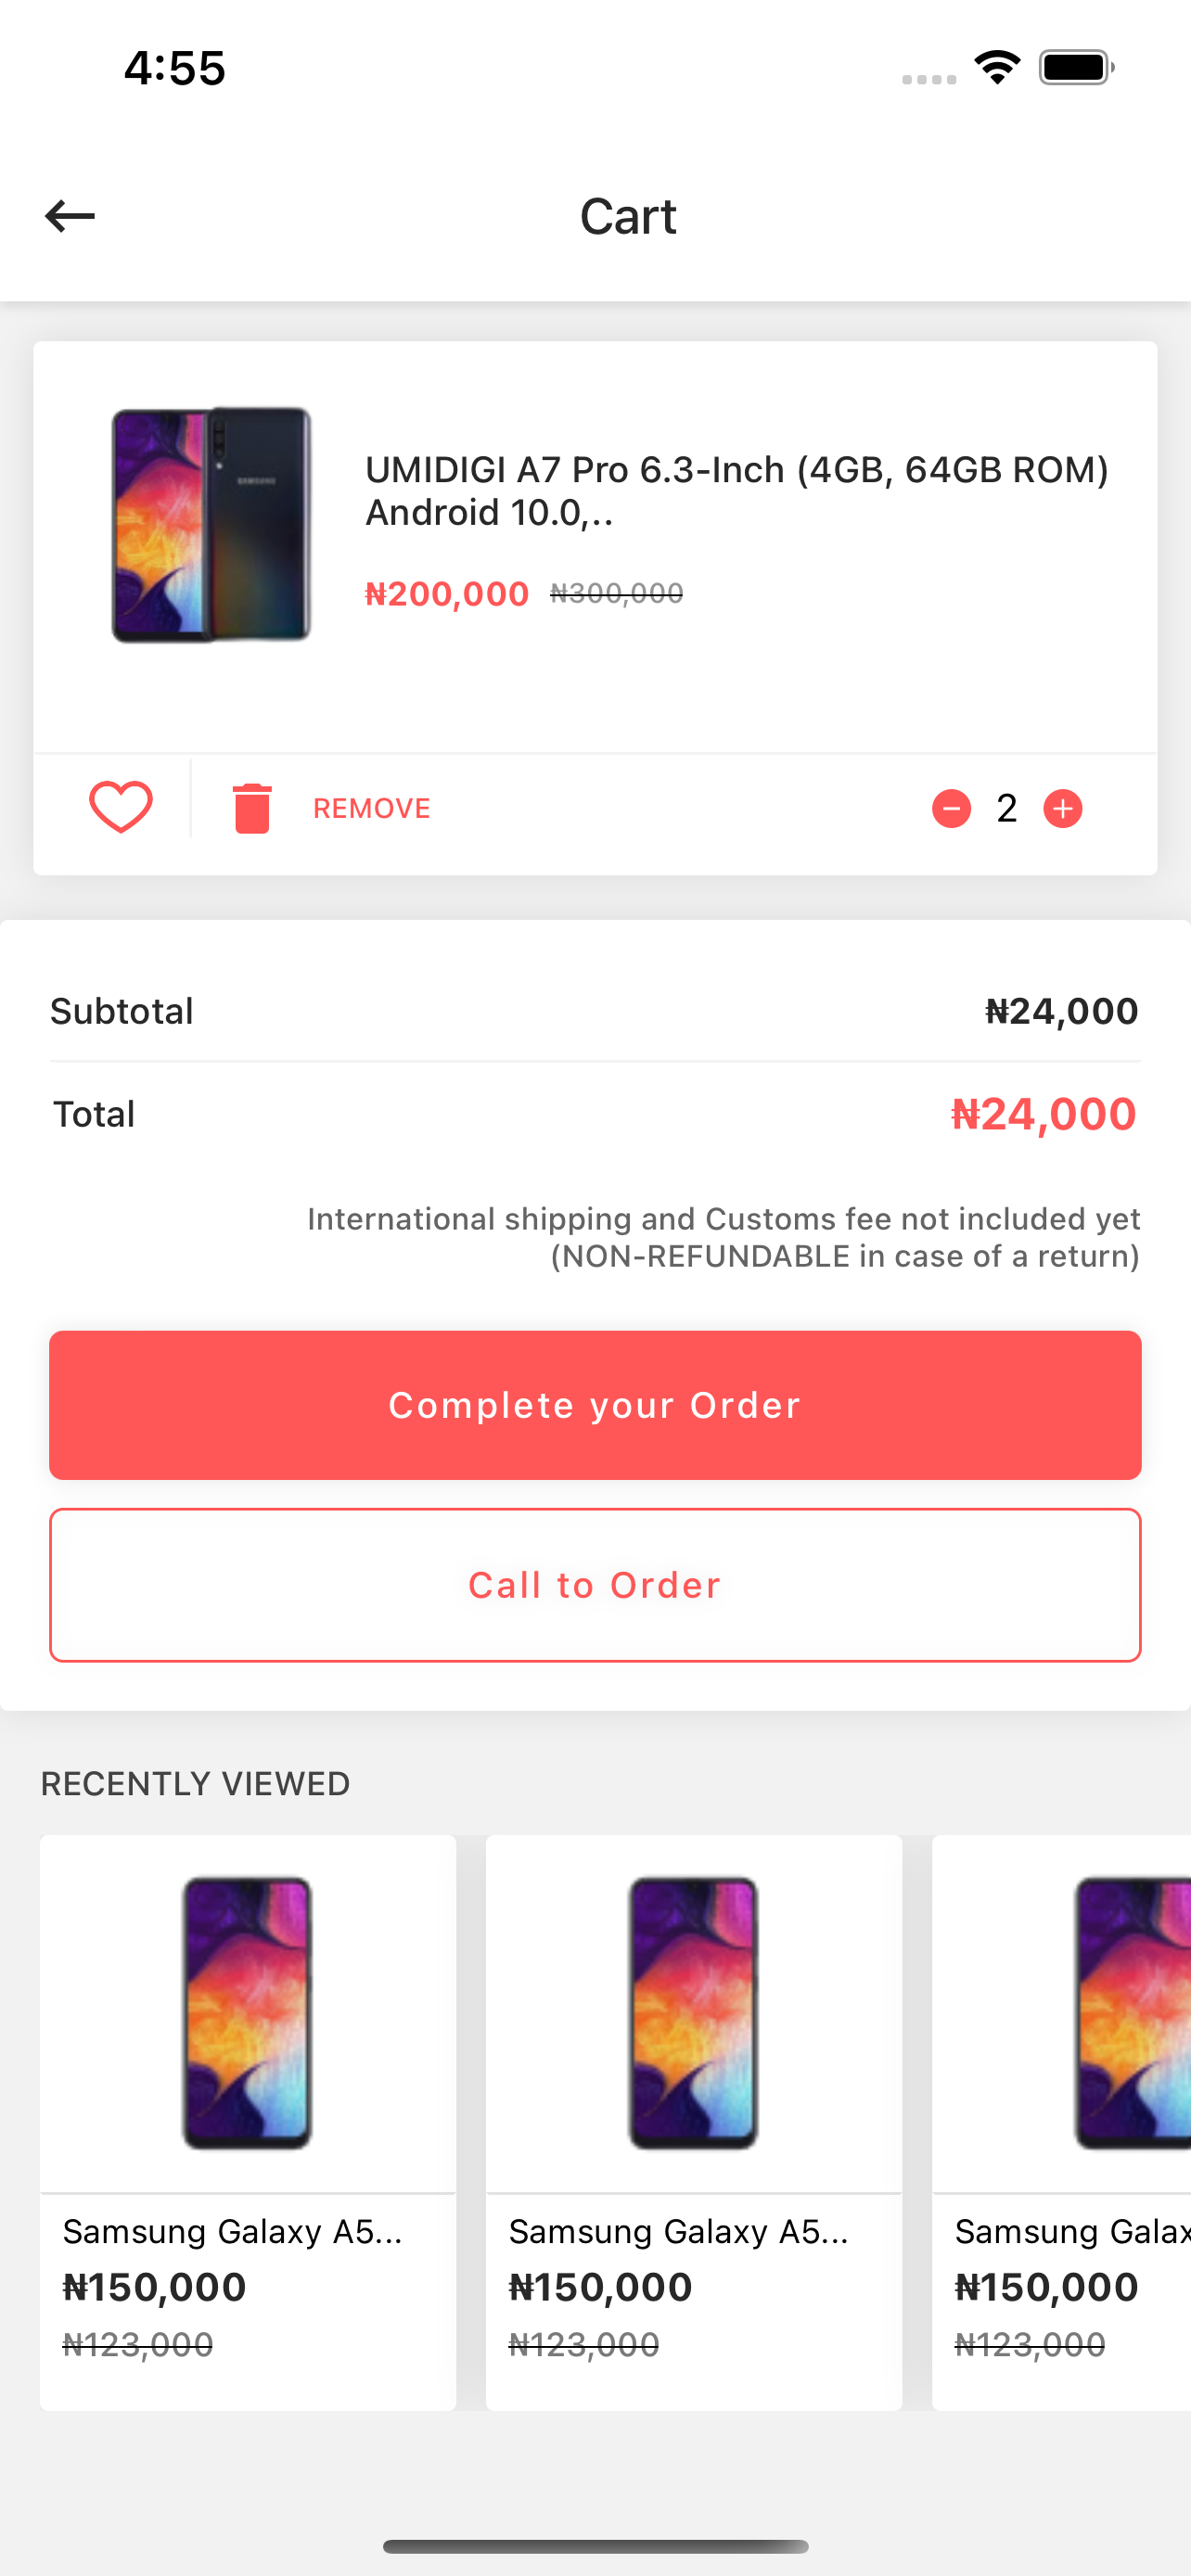 4:55
Cart
SAMSUNG
UMIDIGI A7 Pro 6.3-Inch (4GB, 64GB ROM)
Android 10.0,..
₦200,000 ₦300,000
REMOVE
2
Subtotal ₦24,000
Total ₦24,000
International shipping and Customs fee not included yet
(NON-REFUNDABLE in case of a return)
Complete your Order
Call to Order
RECENTLY VIEWED
Samsung Galaxy A5... Samsung Galaxy A5... Samsung Galax
₦150,000 ₦150,000 ₦150,000
₦123,000 ₦123,000 ₦123,000